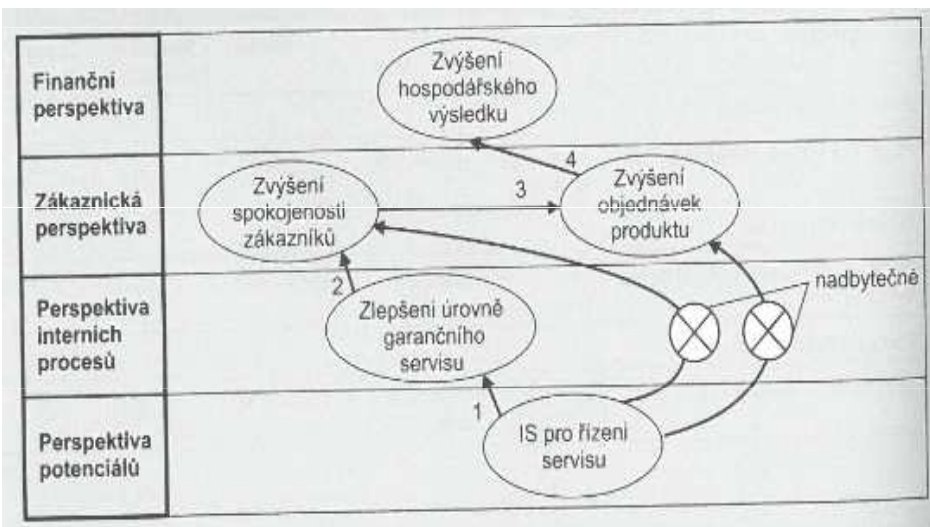 Finanční
perspektiva
Zvýšení
hospodářského
výsledku
4
Zákaznická
perspektiva
Zvýšení
spokojenosti
zákazníků
3
Zvýšení
objednávek
produktu
2
Perspektiva
interních
procesů
Zlepšení úrovně
garančního
servisu
nadbytečné
1
Perspektiva
potenciálů
IS pro řízení
servisu